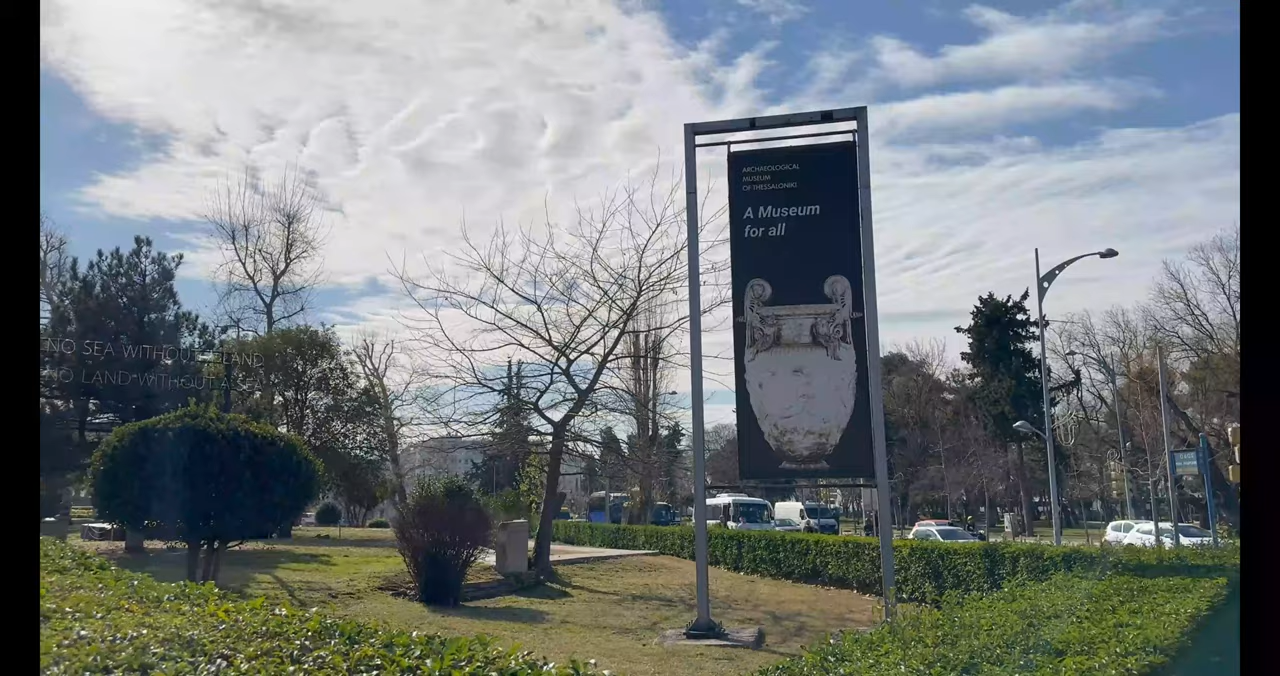 NO SEA WITHOUT LAND
NO LAND WITHOUT A SEA
ARCHAEOLOGICAL
MUSEUM
OF THESSALONIKI
A Museum
for all